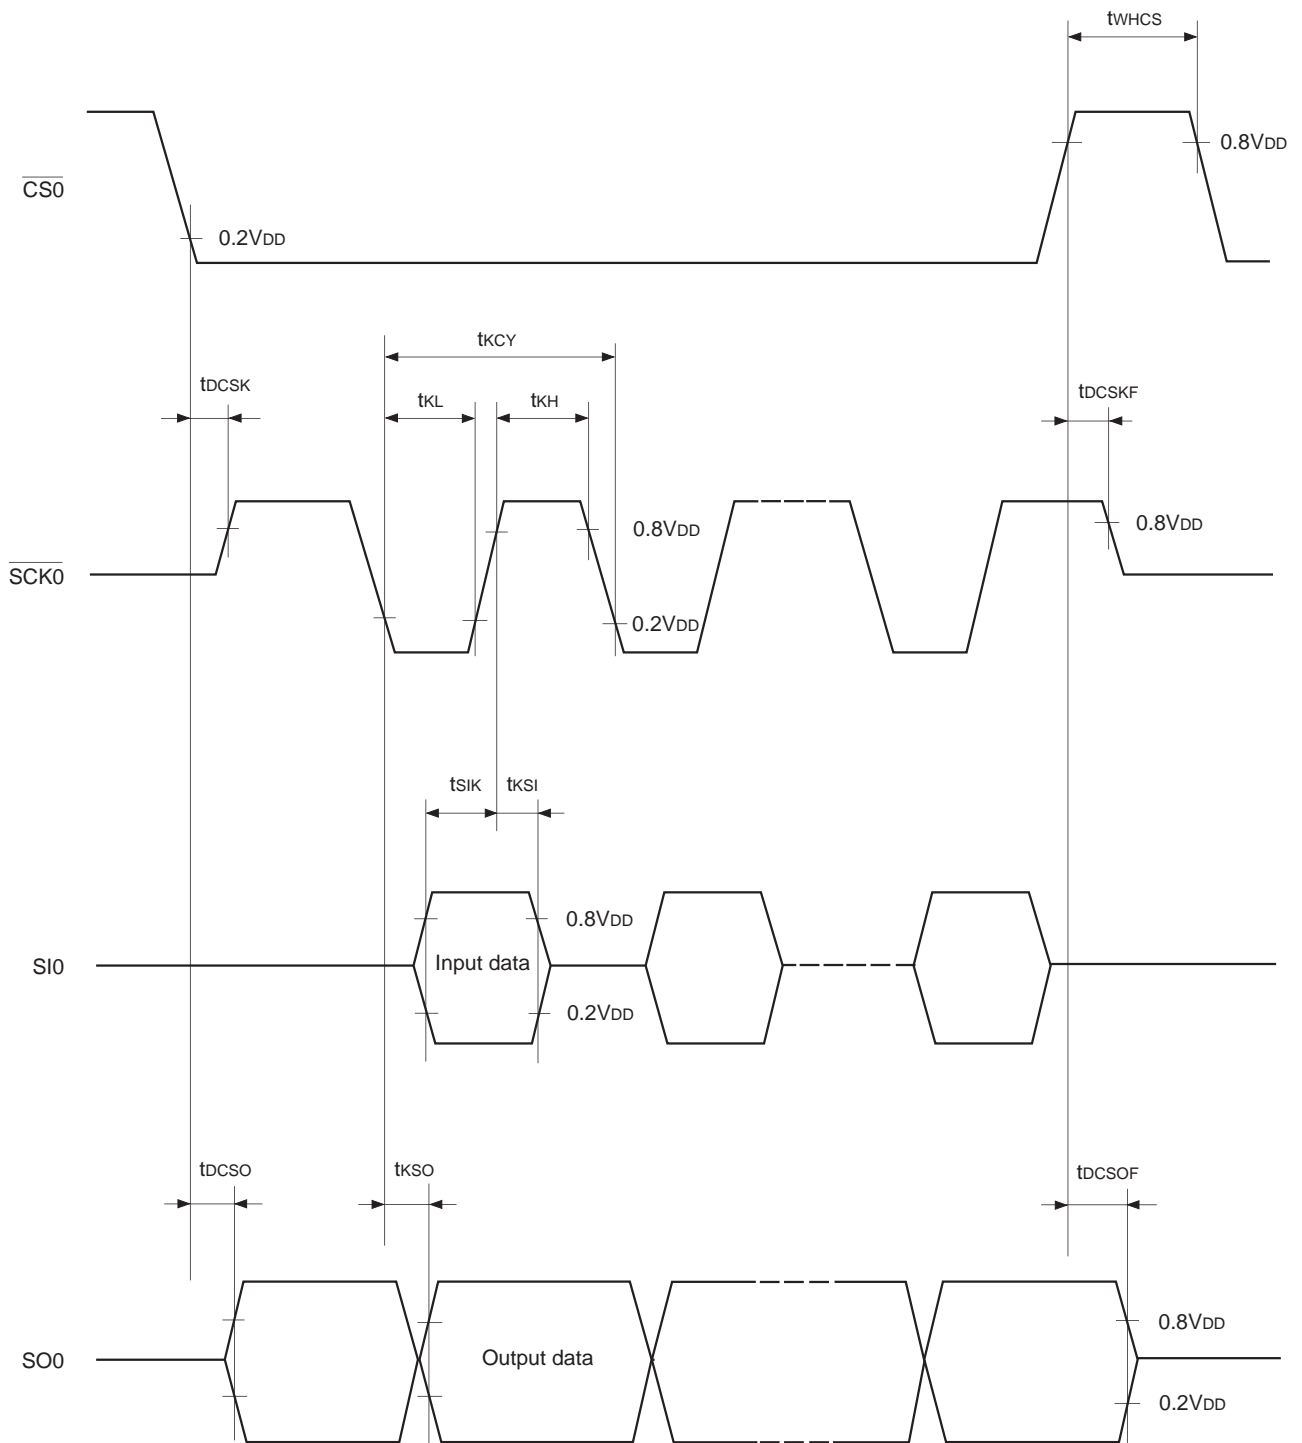 tWHCS
0.8VDD
CS0
0.2VDD
tKCY
tDCSK
tKL
tKH
tDCSKF
0.8VDD
0.8VDD
SCK0
0.2VDD
tSIK
tKSI
0.8VDD
SI0
Input data
0.2VDD
tDCSO
tKSO
tDCSOF
0.8VDD
SO0
Output data
0.2VDD